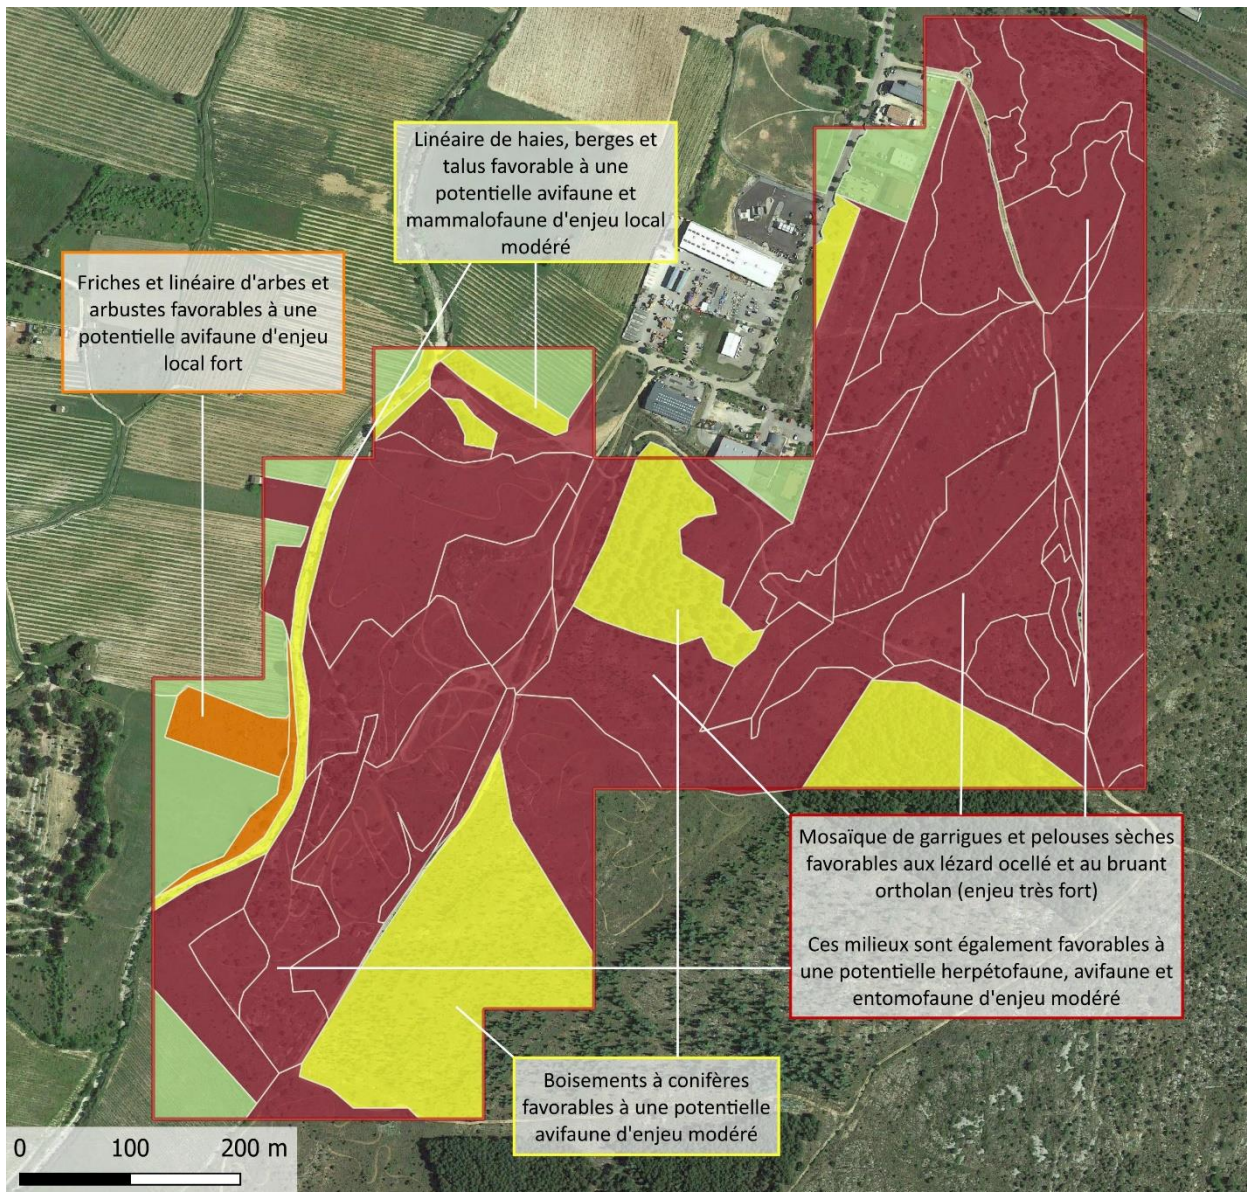 Linéaire de haies, berges et
talus favorable à une
potentielle avifaune et
mammalofaune d'enjeu local
modéré
Friches et linéaire d'arbes et
arbustes favorables à une
potentielle avifaune d'enjeu
local fort
Mosaïque de garrigues et pelouses sèches
favorables aux lézard ocellé et au bruant
ortholan (enjeu très fort)
Ces milieux sont également favorables à
une potentielle herpétofaune, avifaune et
entomofaune d'enjeu modéré
Boisements à conifères
favorables à une potentielle
avifaune d'enjeu modéré
0 100 200 m